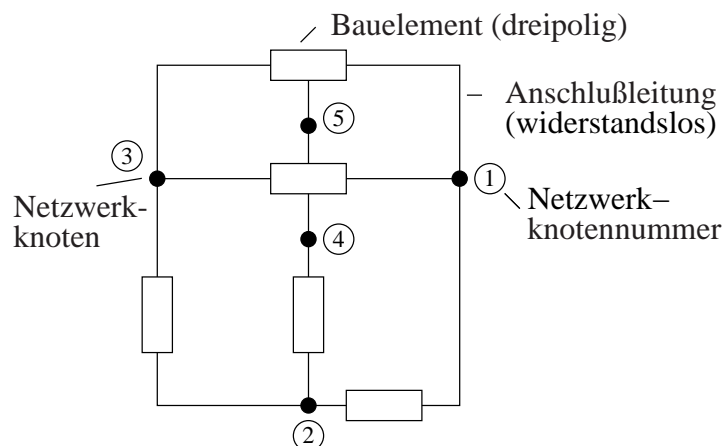 Bauelement (dreipolig)
Anschlußleitung
(widerstandslos)
5
3
1
Netzwerk-
knoten
Netzwerk–
knotennummer
4
2